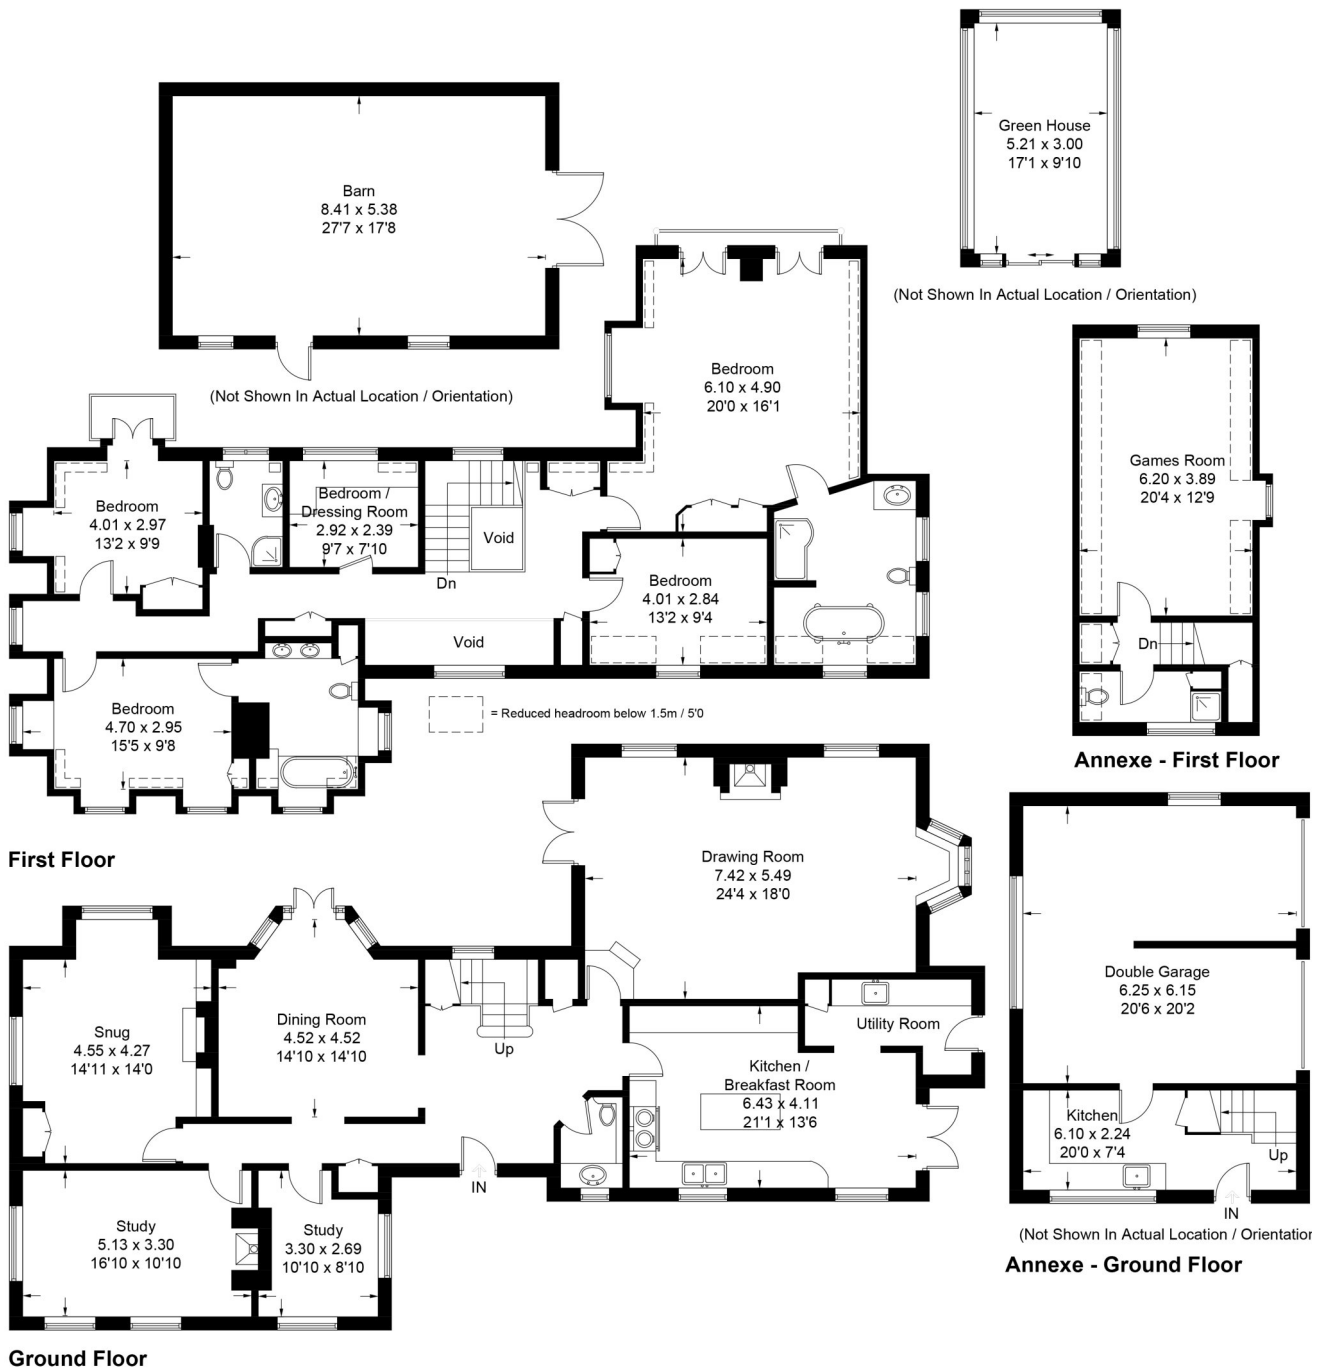 Green House
5.21 x 3.00
17'1 x 9'10
(Not Shown In Actual Location / Orientation)
Barn
8.41 x 5.38
27'7 x 17'8
(Not Shown In Actual Location / Orientation)
Bedroom
6.10 x 4.90
20'0 x 16'1
Bedroom
4.01 x 2.97
13'2 x 9'9
Bedroom /
Dressing Room
2.92 x 2.39
9'7 x 7'10
Void
Dn
Bedroom
4.01 x 2.84
13'2 x 9'4
Void
Bedroom
4.70 x 2.95
15'5 x 9'8
= Reduced headroom below 1.5m / 5'0
First Floor
Games Room
6.20 x 3.89
20'4 x 12'9
Dn
Annexe - First Floor
Drawing Room
7.42 x 5.49
24'4 x 18'0
Snug
4.55 x 4.27
14'11 x 14'0
Dining Room
4.52 x 4.52
14'10 x 14'10
Up
Utility Room
Kitchen /
Breakfast Room
6.43 x 4.11
21'1 x 13'6
IN
Study
5.13 x 3.30
16'10 x 10'10
Study
3.30 x 2.69
10'10 x 8'10
Ground Floor
Double Garage
6.25 x 6.15
20'6 x 20'2
Kitchen
6.10 x 2.24
20'0 x 7'4
Up
IN
(Not Shown In Actual Location / Orientation
Annexe - Ground Floor